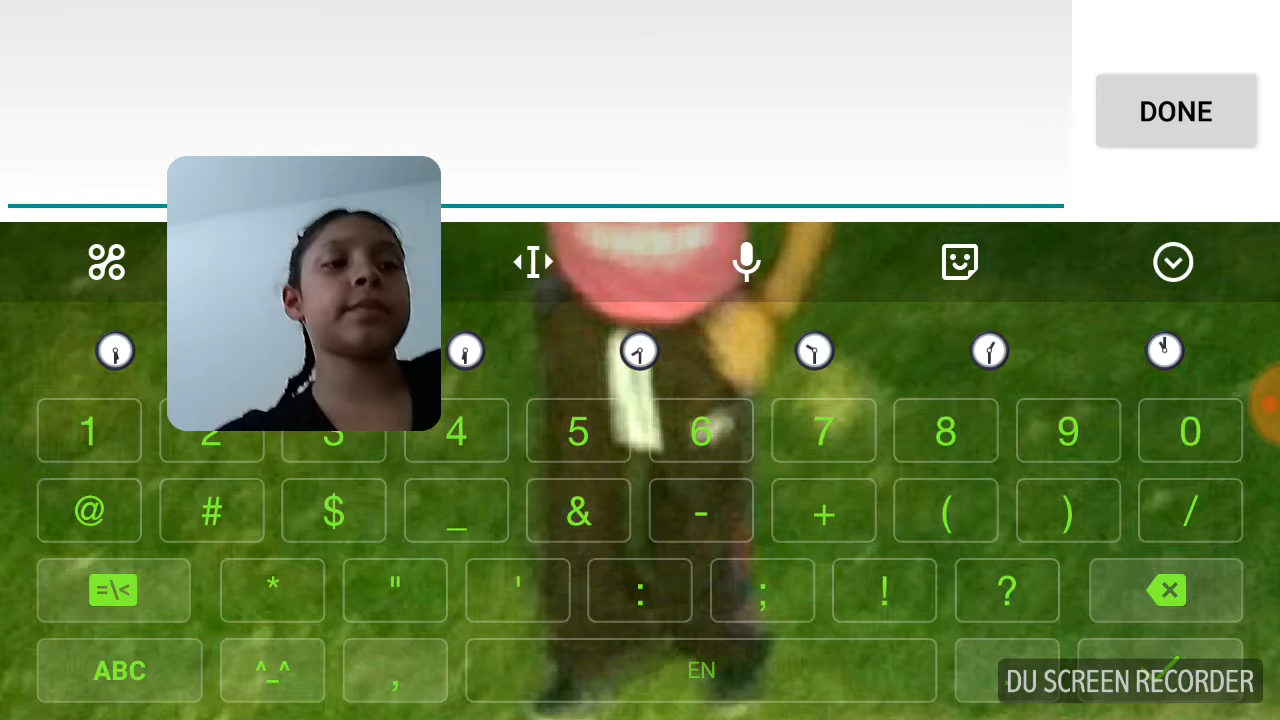 DONE
1 2 3 4 5 6 7 8 9 0
@ # $ _ & - + ( ) /
=\< * " ' : ; ! ?
ABC ^_^ , EN
DU SCREEN RECORDER